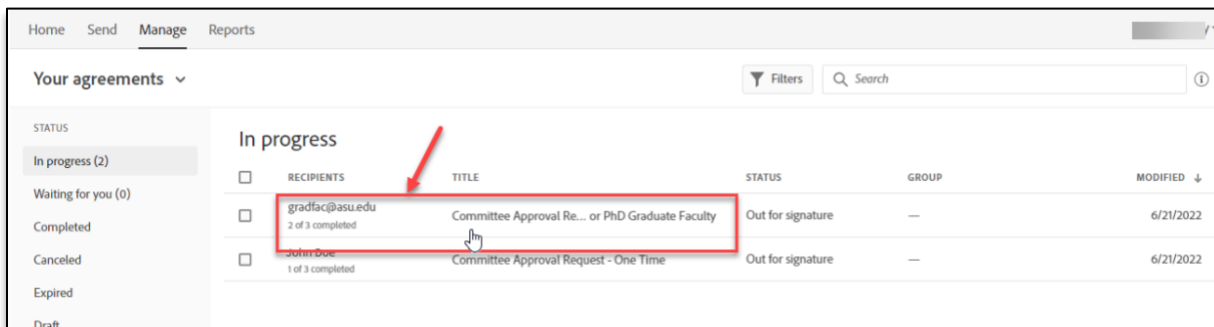 Home Send Manage Reports
Your agreements
Filters
Search
STATUS
In progress (2)
Waiting for you (0)
Completed
Canceled
Expired
Draft
In progress
RECIPIENTS TITLE STATUS GROUP MODIFIED ↓
gradfac@asu.edu Committee Approval Re... or PhD Graduate Faculty Out for signature — 6/21/2022
2 of 3 completed
John Doe Committee Approval Request - One Time Out for signature — 6/21/2022
1 of 3 completed